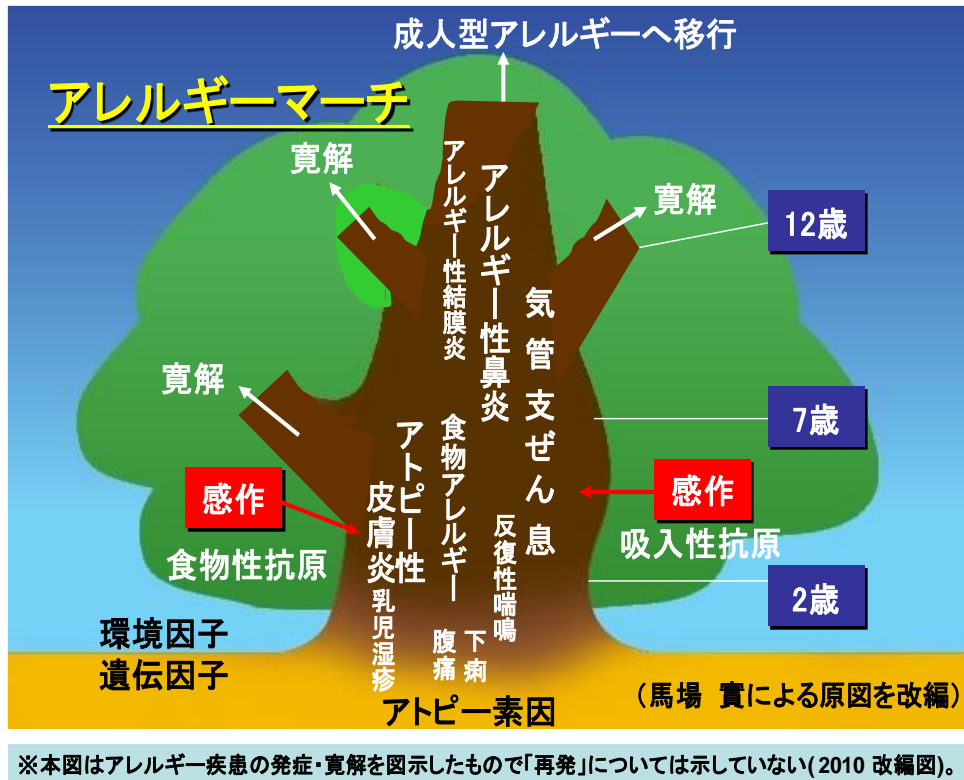 成人型アレルギーへ移行
アレルギーマーチ
寛解
寛解
寛解
12歳
7歳
2歳
アレルギー性結膜炎
アレルギー性鼻炎
気管支ぜん息
食物アレルギー
アトピー性
皮膚炎
乳児湿疹
反復性喘鳴
腹痛
下痢
感作
食物性抗原
感作
吸入性抗原
環境因子
遺伝因子
アトピー素因
(馬場 實による原図を改編)
※本図はアレルギー疾患の発症・寛解を図示したもので「再発」については示していない(2010 改編図)。